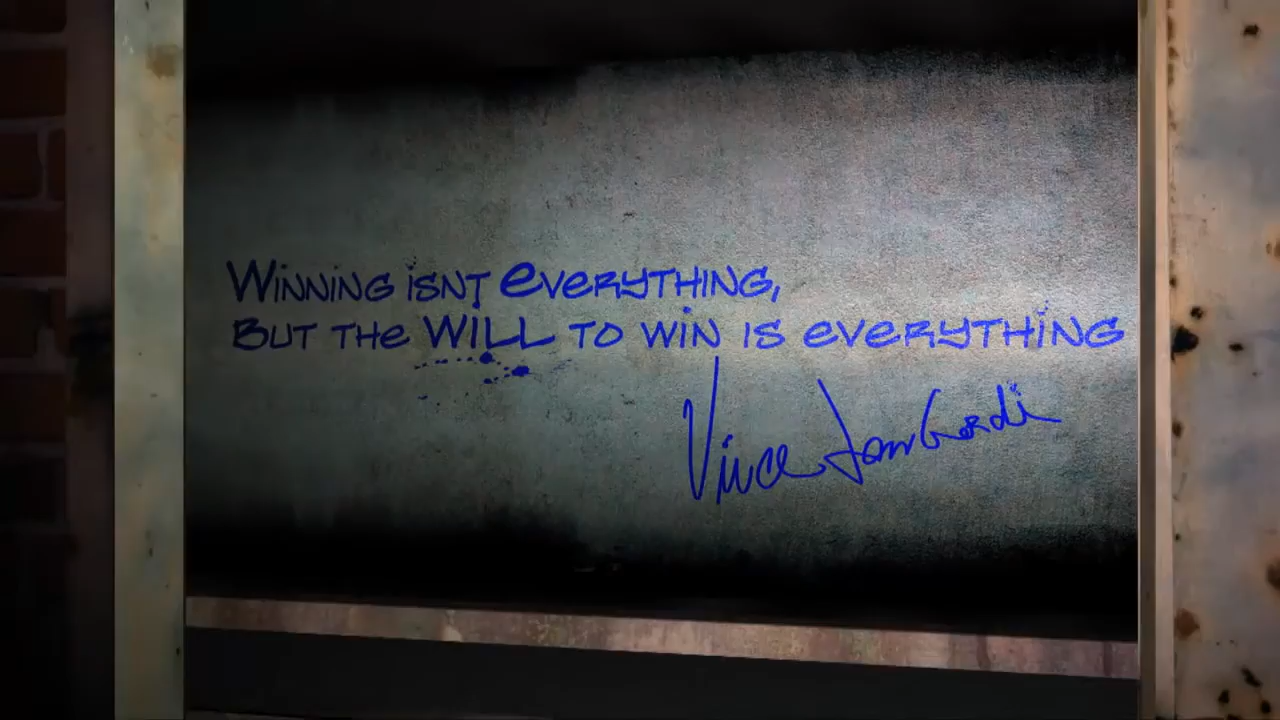 Winning isnt everything,
But the WILL to win is everything
Vince Lombardi